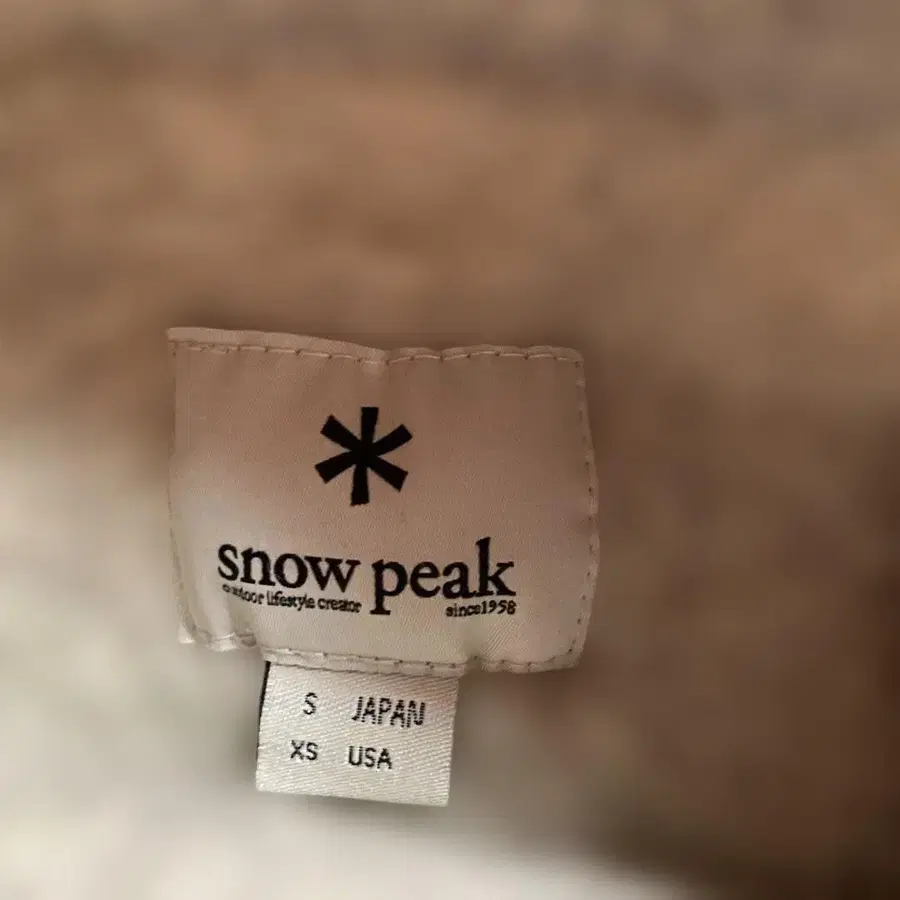 snow peak
outdoor lifestyle creator since1958
S JAPAN
XS USA